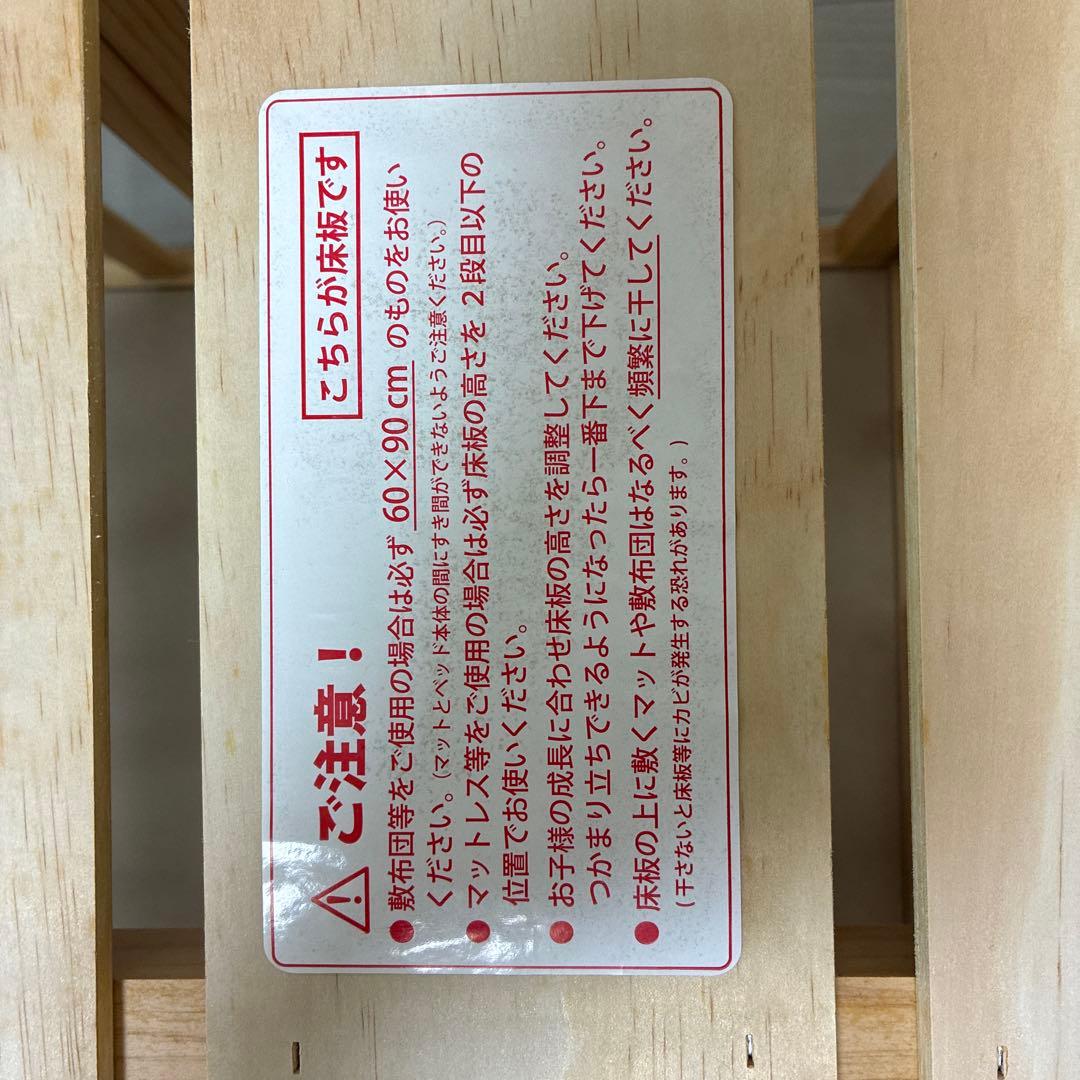 ご注意！
こちらが床板です
●敷布団等をご使用の場合は必ず 60×90 cm のものをお使い
ください。（マットとベッド本体の間にすき間ができないようご注意ください。）
●マットレス等をご使用の場合は必ず床板の高さを 2 段目以下の
位置でお使いください。
●お子様の成長に合わせ床板の高さを調整してください。
つかまり立ちできるようになったら一番下まで下げてください。
●床板の上に敷くマットや敷布団はなるべく頻繁に干してください。
（干さないと床板等にカビが発生する恐れがあります。）